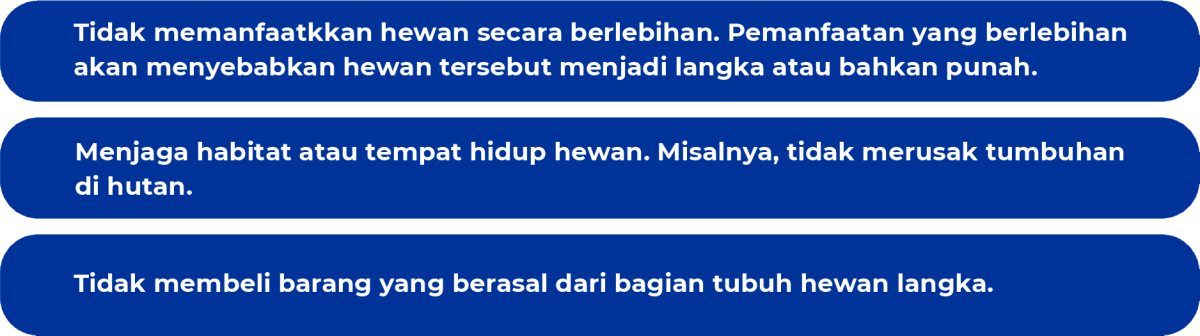 Tidak memanfaatkkan hewan secara berlebihan. Pemanfaatan yang berlebihan
akan menyebabkan hewan tersebut menjadi langka atau bahkan punah.
Menjaga habitat atau tempat hidup hewan. Misalnya, tidak merusak tumbuhan
di hutan.
Tidak membeli barang yang berasal dari bagian tubuh hewan langka.